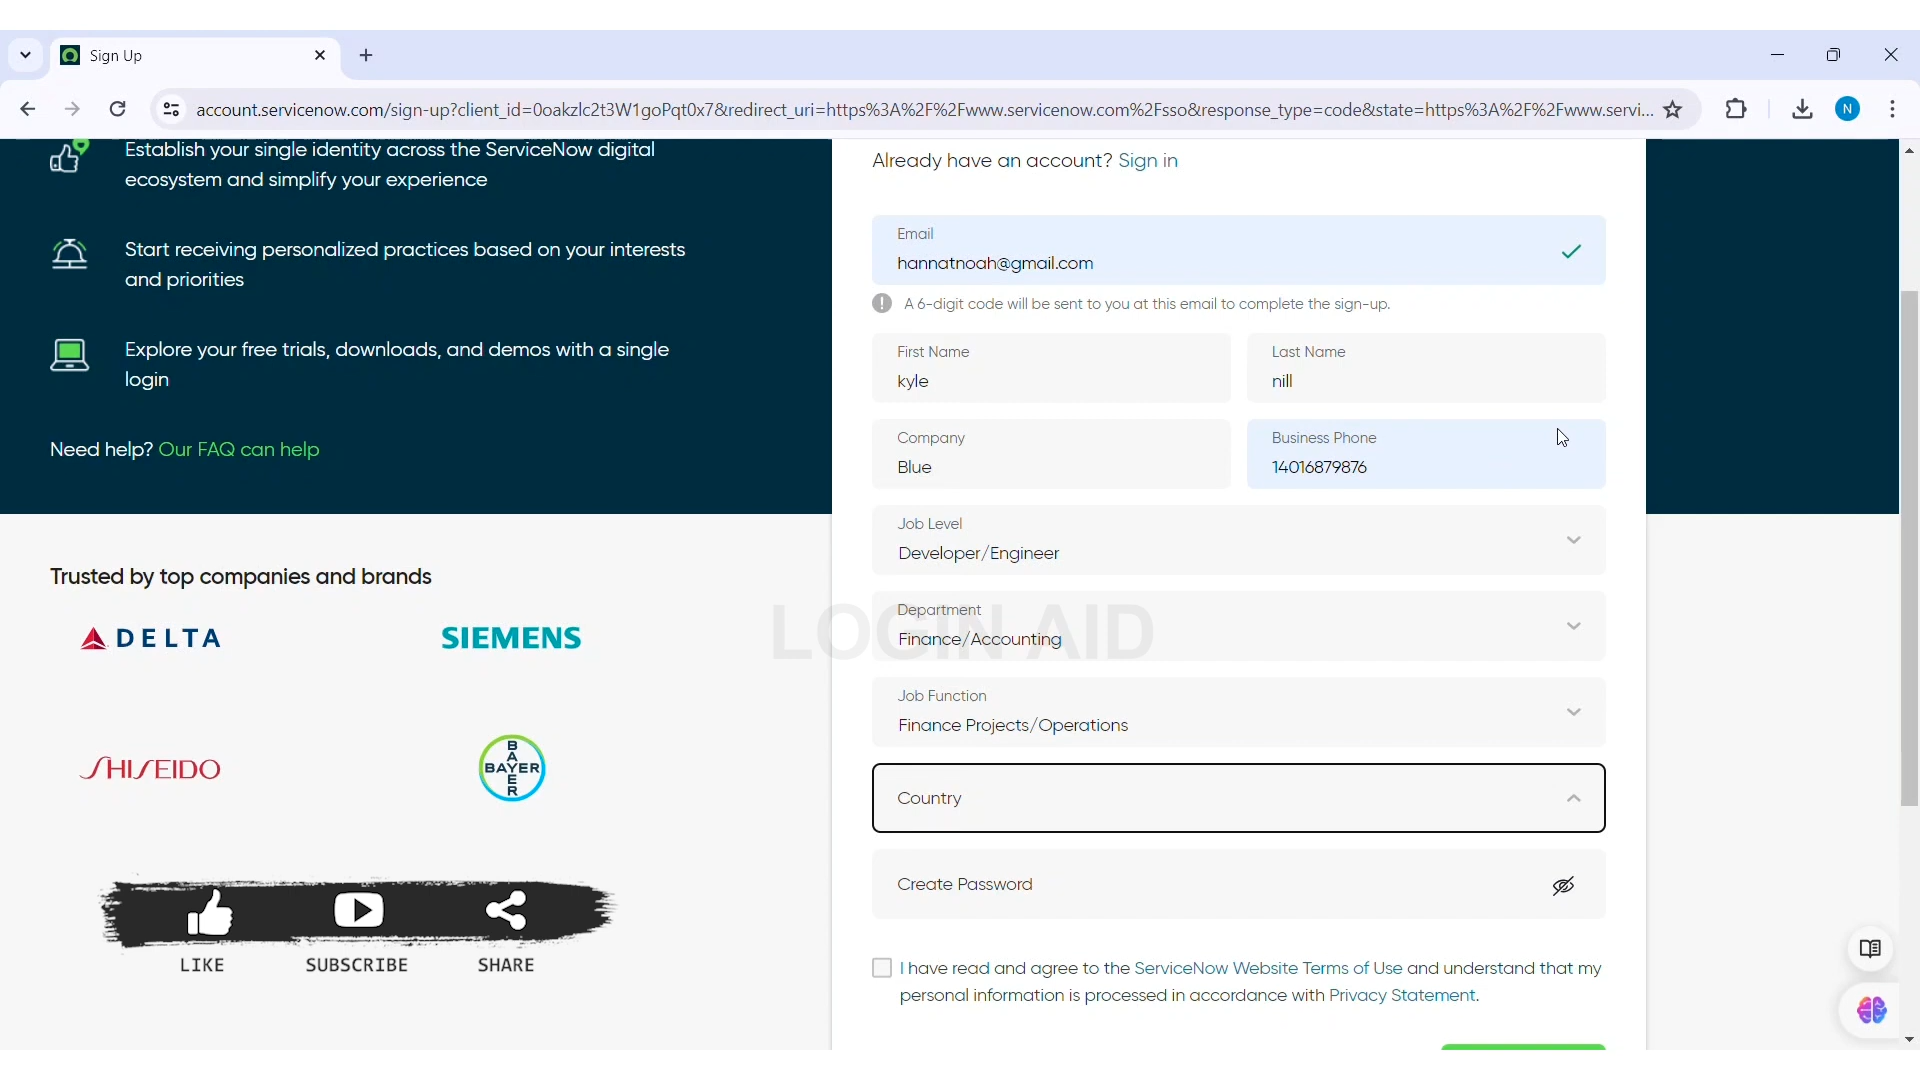 Sign Up
account.servicenow.com/sign-up?client_id=0oakzlc2t3W1goPqt0x7&redirect_uri=https%3A%2F%2Fwww.servicenow.com%2Fsso&response_type=code&state=https%3A%2F%2Fwww.servi...
N
Establish your single identity across the ServiceNow digital
ecosystem and simplify your experience
Start receiving personalized practices based on your interests
and priorities
Explore your free trials, downloads, and demos with a single
login
Need help? Our FAQ can help
Trusted by top companies and brands
DELTA
SIEMENS
SHISEIDO
BAYER
BAYER
LIKE
SUBSCRIBE
SHARE
Already have an account? Sign in
Email
hannatnoah@gmail.com
A 6-digit code will be sent to you at this email to complete the sign-up.
First Name
kyle
Last Name
nill
Company
Blue
Business Phone
14016879876
Job Level
Developer/Engineer
Department
Finance/Accounting
LOGIN AID
Job Function
Finance Projects/Operations
Country
Create Password
I have read and agree to the ServiceNow Website Terms of Use and understand that my
personal information is processed in accordance with Privacy Statement.